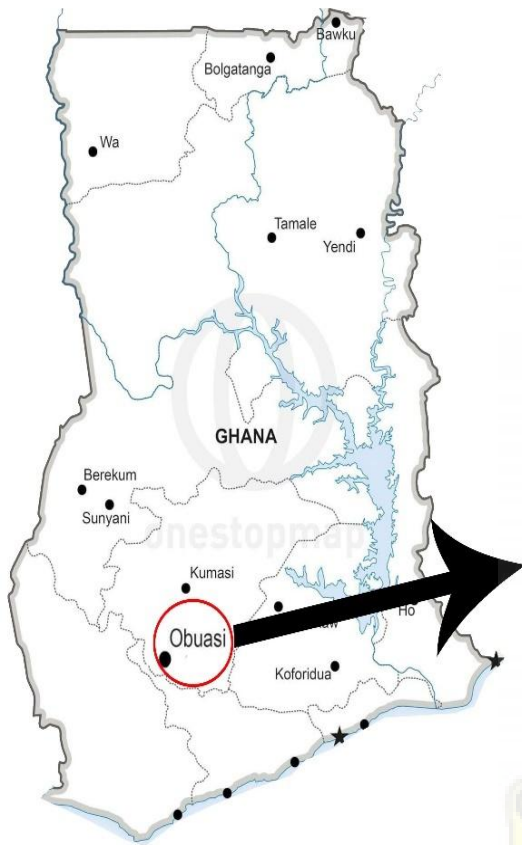 Bawku
Bolgatanga
Wa
Tamale
Yendi
GHANA
Berekum
Sunyani
onestopmap
Kumasi
Obuasi
Ho
Koforidua